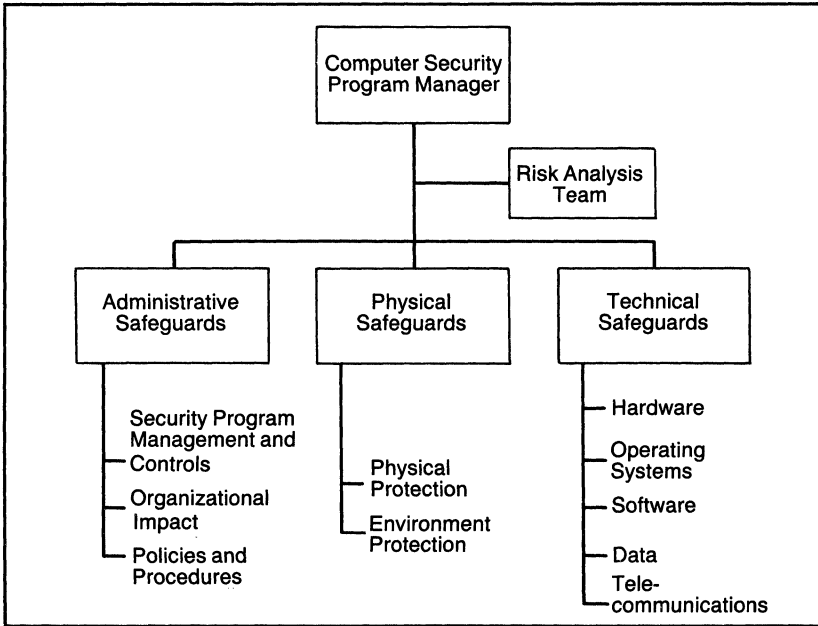 Computer Security
Program Manager
Risk Analysis
Team
Administrative
Safeguards
Physical
Safeguards
Technical
Safeguards
Security Program
Management and
Controls
Organizational
Impact
Policies and
Procedures
Physical
Protection
Environment
Protection
Hardware
Operating
Systems
Software
Data
Tele-
communications